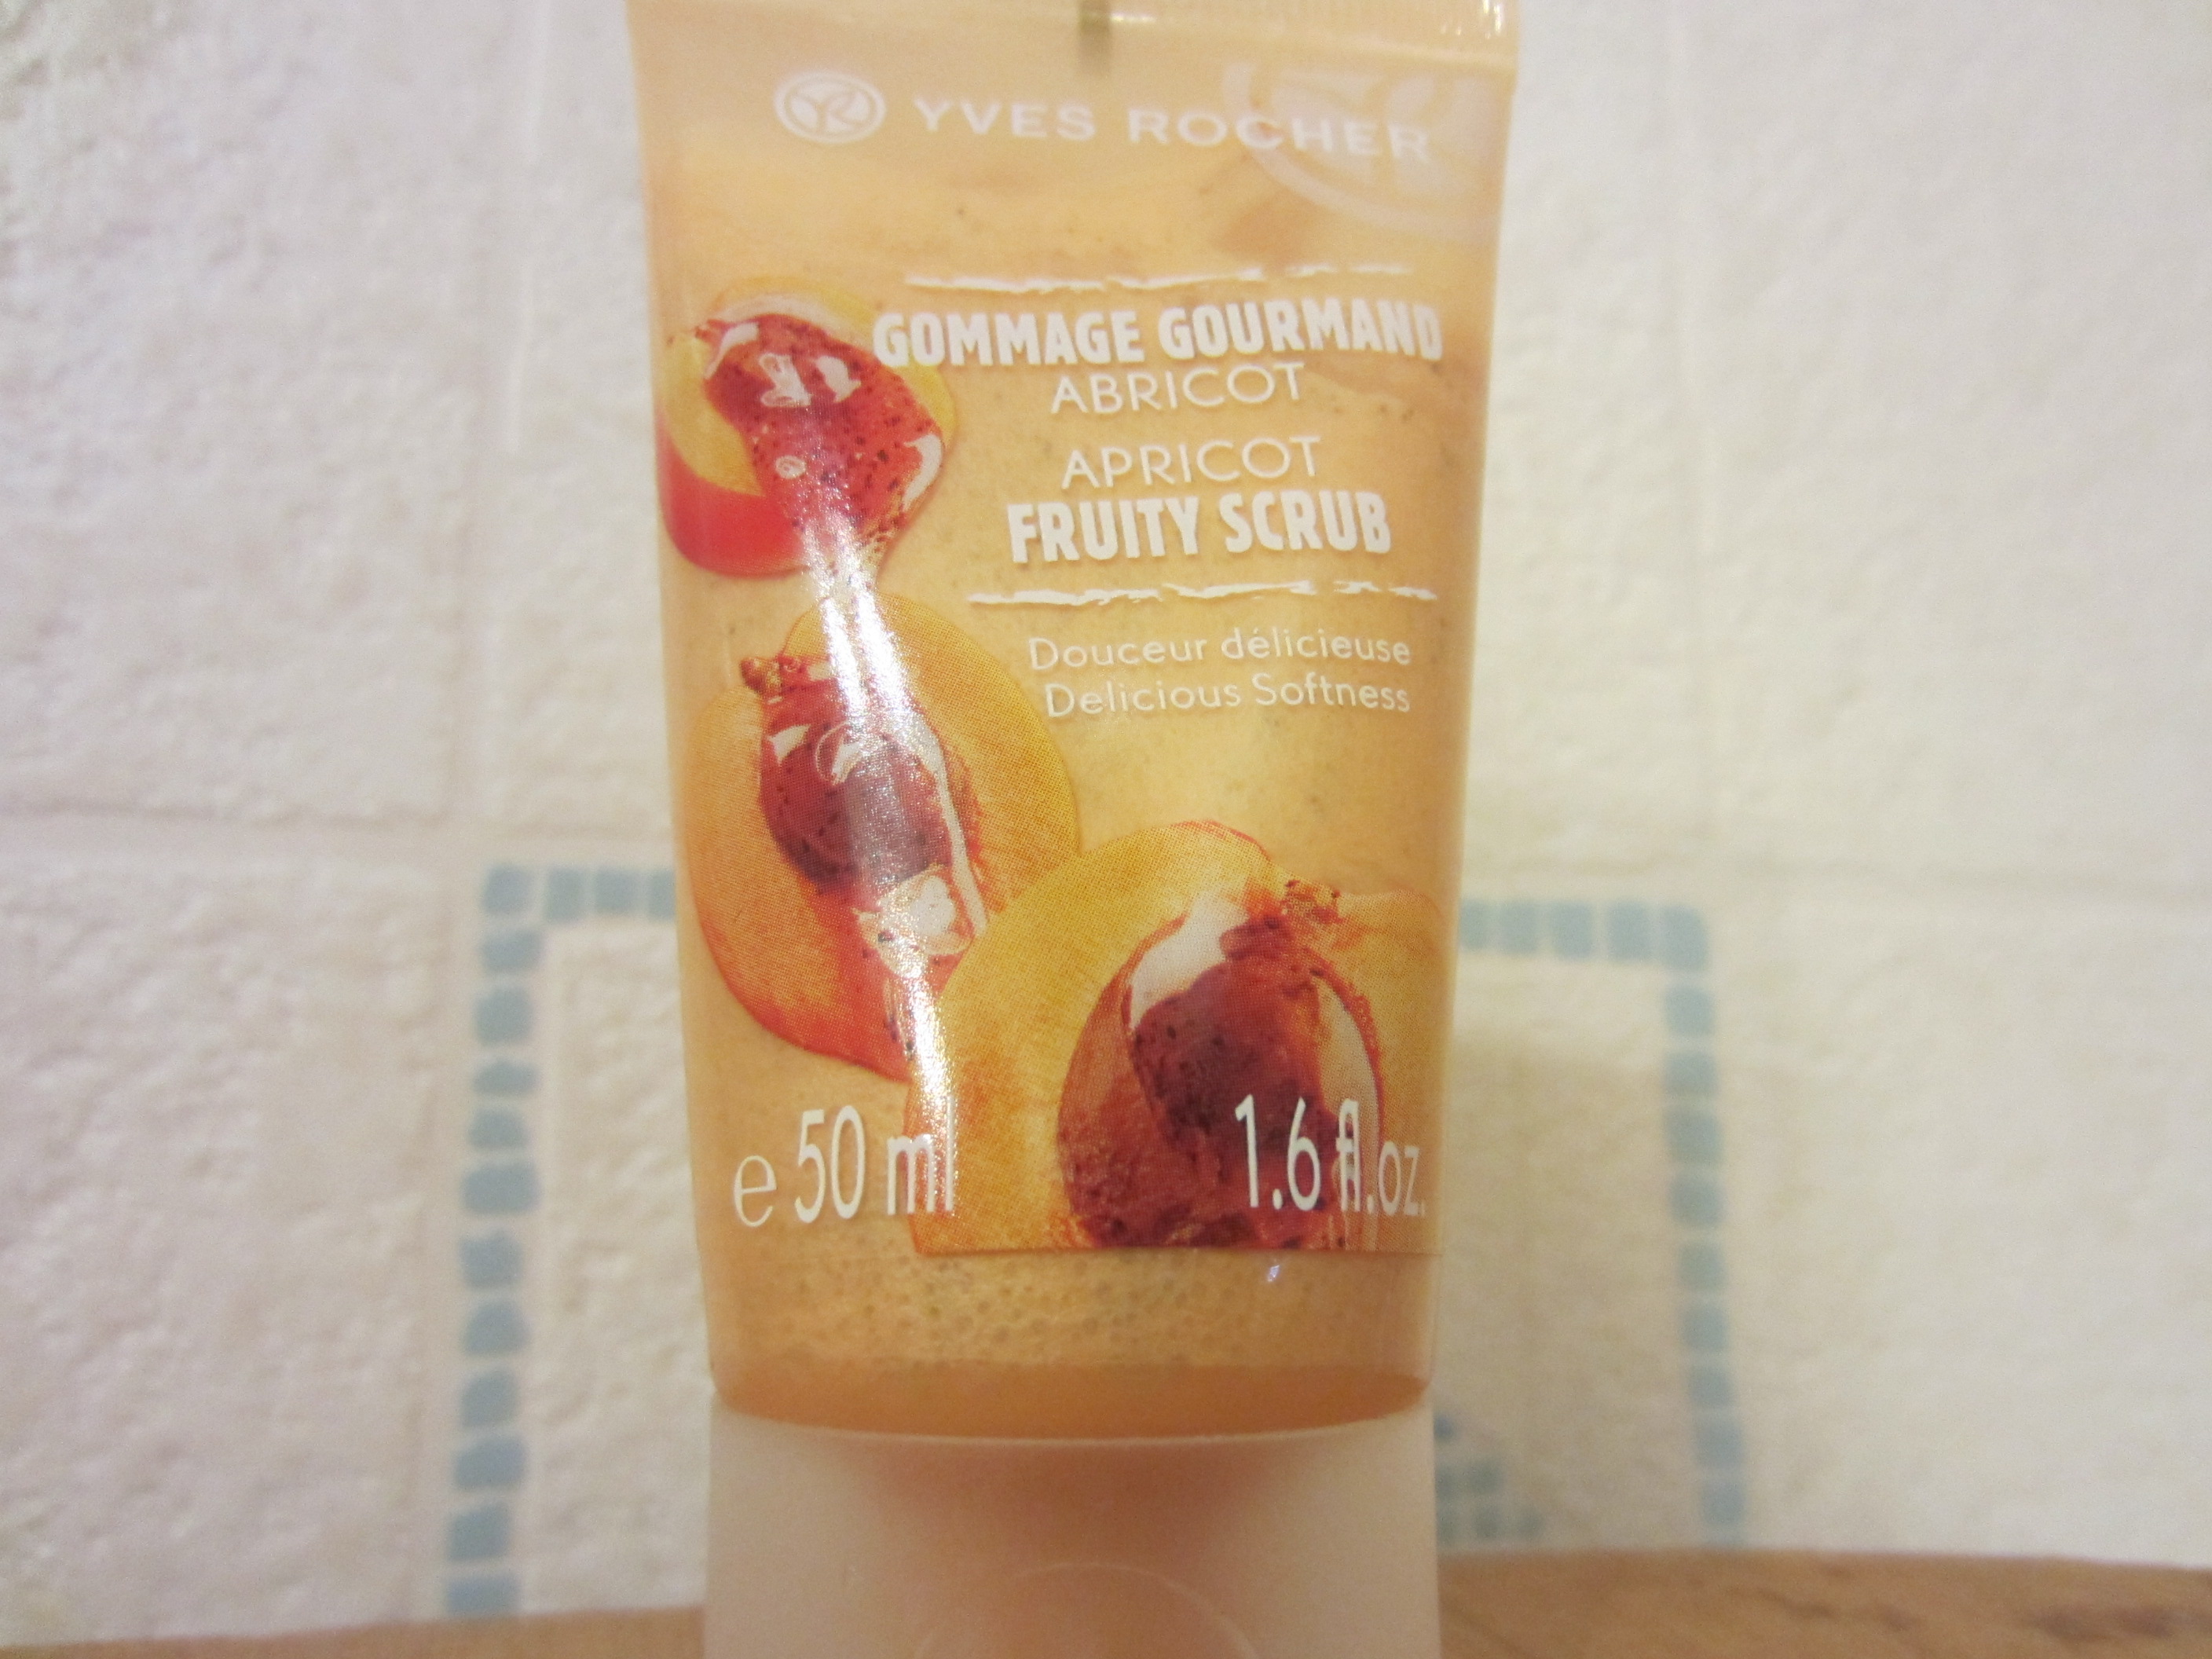 YVES ROCHER
GOMMAGE GOURMAND
ABRICOT
APRICOT
FRUITY SCRUB
Douceur délicieuse
Delicious Softness
e 50 ml 1.6 fl.oz.